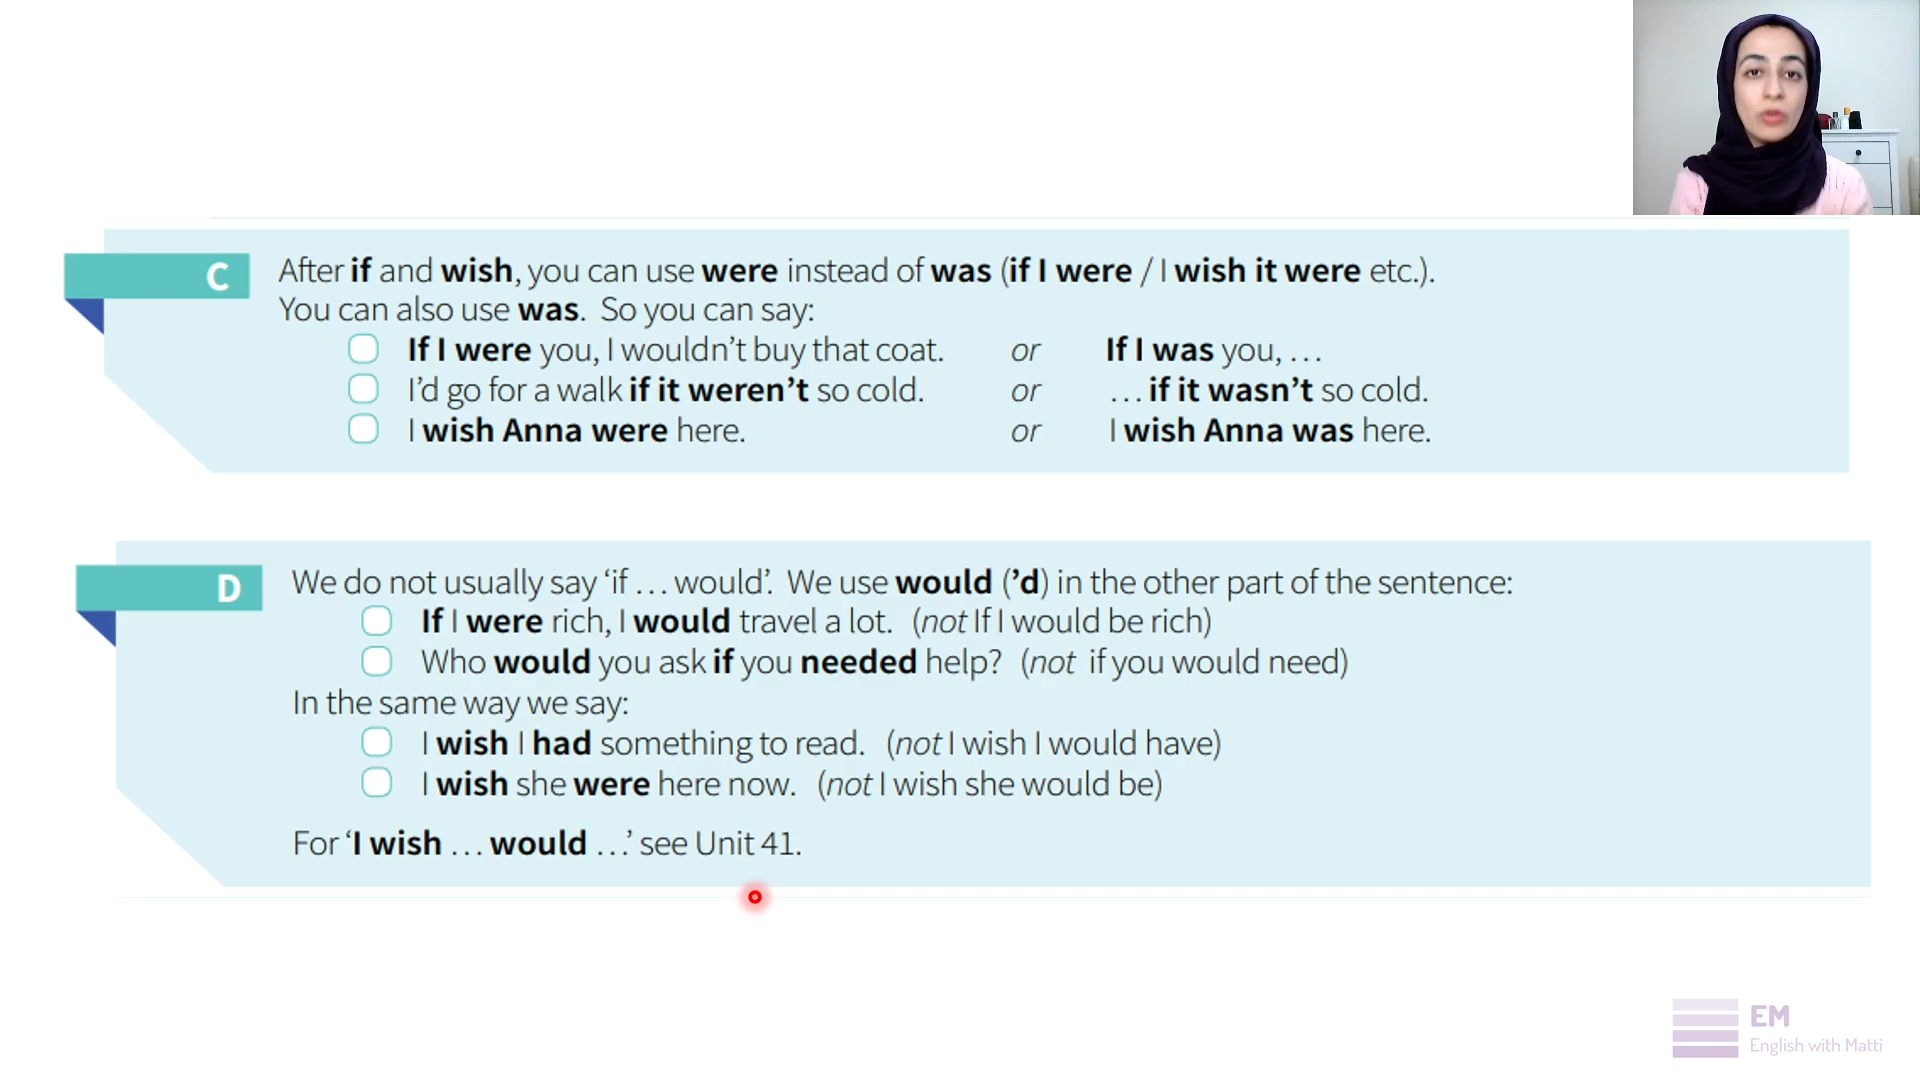 C
After if and wish, you can use were instead of was (if I were / I wish it were etc.).
You can also use was. So you can say:
If I were you, I wouldn’t buy that coat. or If I was you, …
I’d go for a walk if it weren’t so cold. or … if it wasn’t so cold.
I wish Anna were here. or I wish Anna was here.
D
We do not usually say ‘if … would’. We use would (’d) in the other part of the sentence:
If I were rich, I would travel a lot. (not If I would be rich)
Who would you ask if you needed help? (not if you would need)
In the same way we say:
I wish I had something to read. (not I wish I would have)
I wish she were here now. (not I wish she would be)
For ‘I wish … would …’ see Unit 41.
EM
English with Matti